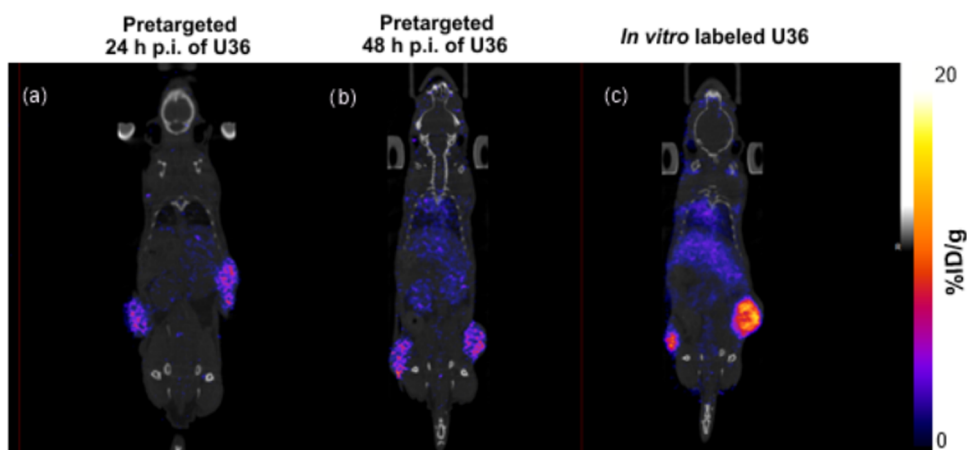 Pretargeted
24 h p.i. of U36
Pretargeted
48 h p.i. of U36
In vitro labeled U36
(a)
(b)
(c)
20
%ID/g
0